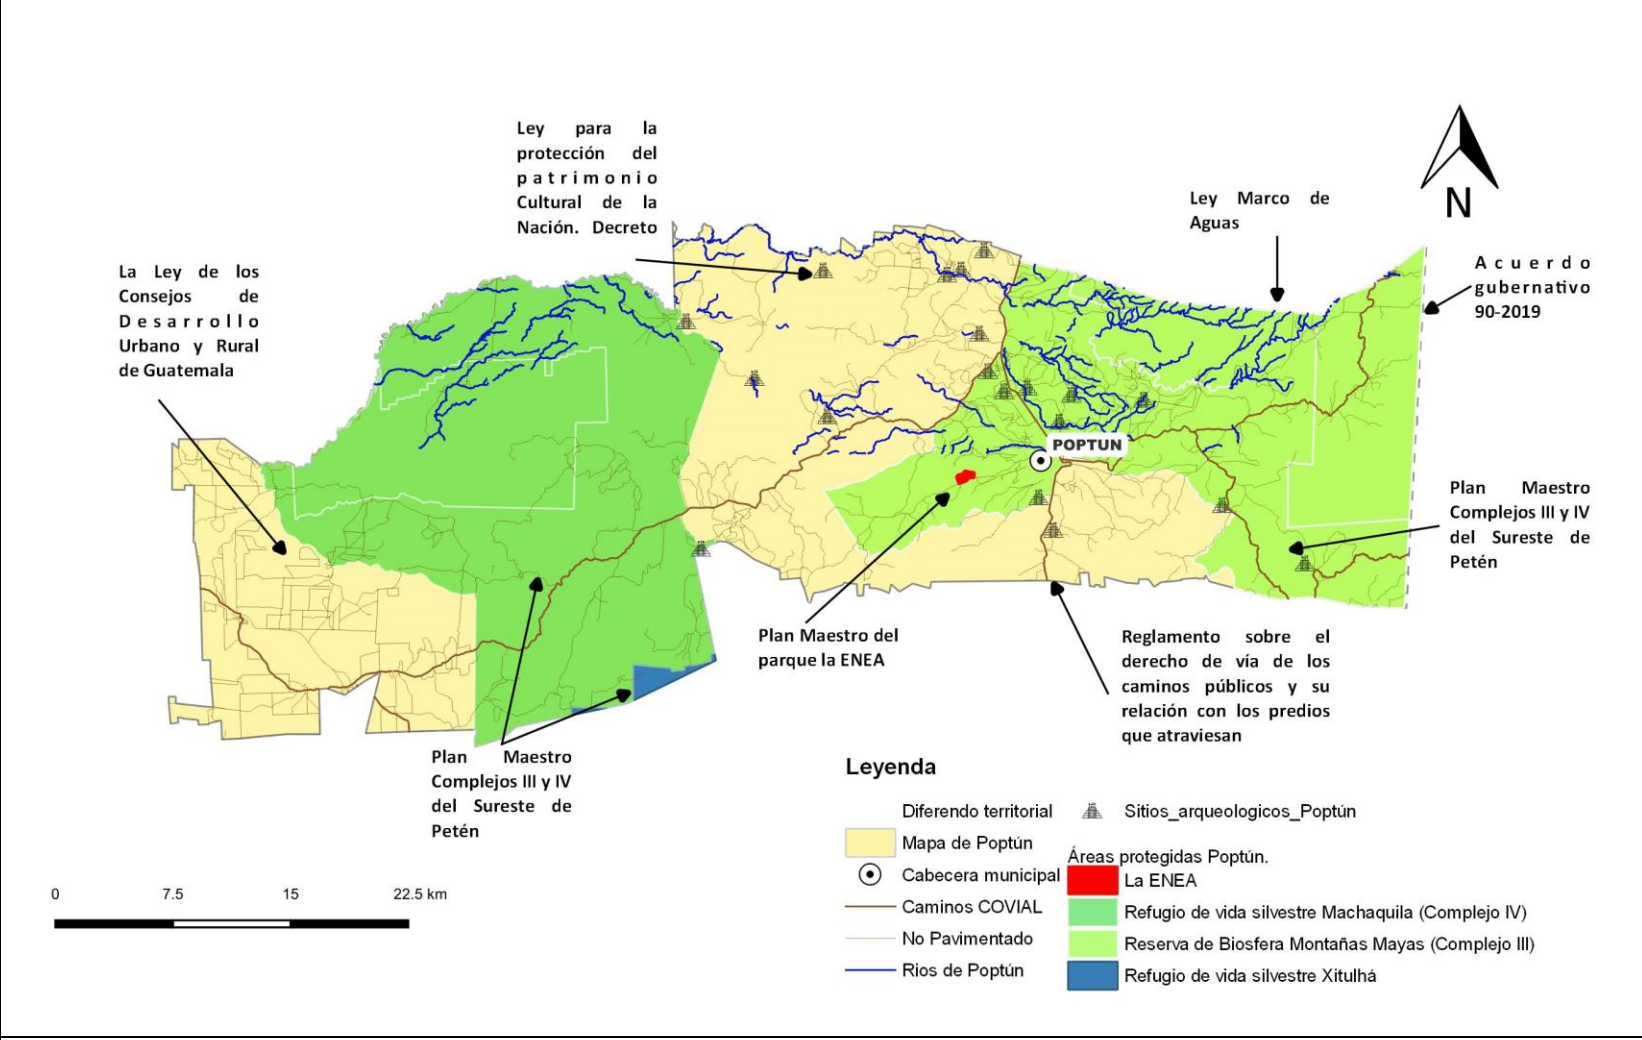 Ley para la
protección del
patrimonio
Cultural de la
Nación. Decreto
Ley Marco de
Aguas
N
Acuerdo
gubernativo
90-2019
La Ley de los
Consejos de
Desarrollo
Urbano y Rural
de Guatemala
POPTUN
Plan Maestro
Complejos III y IV
del Sureste de
Petén
Plan Maestro del
parque la ENEA
Reglamento sobre el
derecho de vía de los
caminos públicos y su
relación con los predios
que atraviesan
Plan Maestro
Complejos III y IV
del Sureste de
Petén
Leyenda
Diferendo territorial
Mapa de Poptún
Cabecera municipal
Caminos COVIAL
No Pavimentado
Rios de Poptún
Sitios_arqueologicos_Poptún
Áreas protegidas Poptún.
La ENEA
Refugio de vida silvestre Machaquila (Complejo IV)
Reserva de Biosfera Montañas Mayas (Complejo III)
Refugio de vida silvestre Xitulhá
0 7.5 15 22.5 km